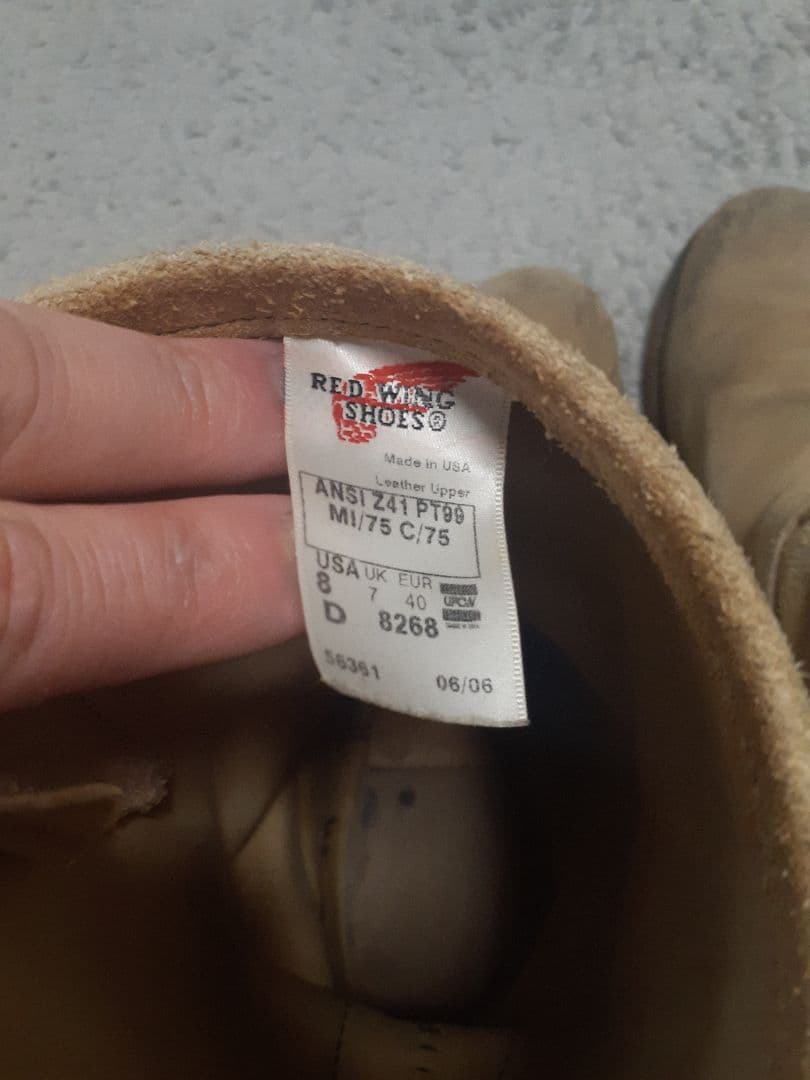 RED WING
SHOES®
Made in USA
Leather Upper
ANSI Z41 PT99
MI/75 C/75
USA UK EUR
8 7 40
D 8268
56361 06/06